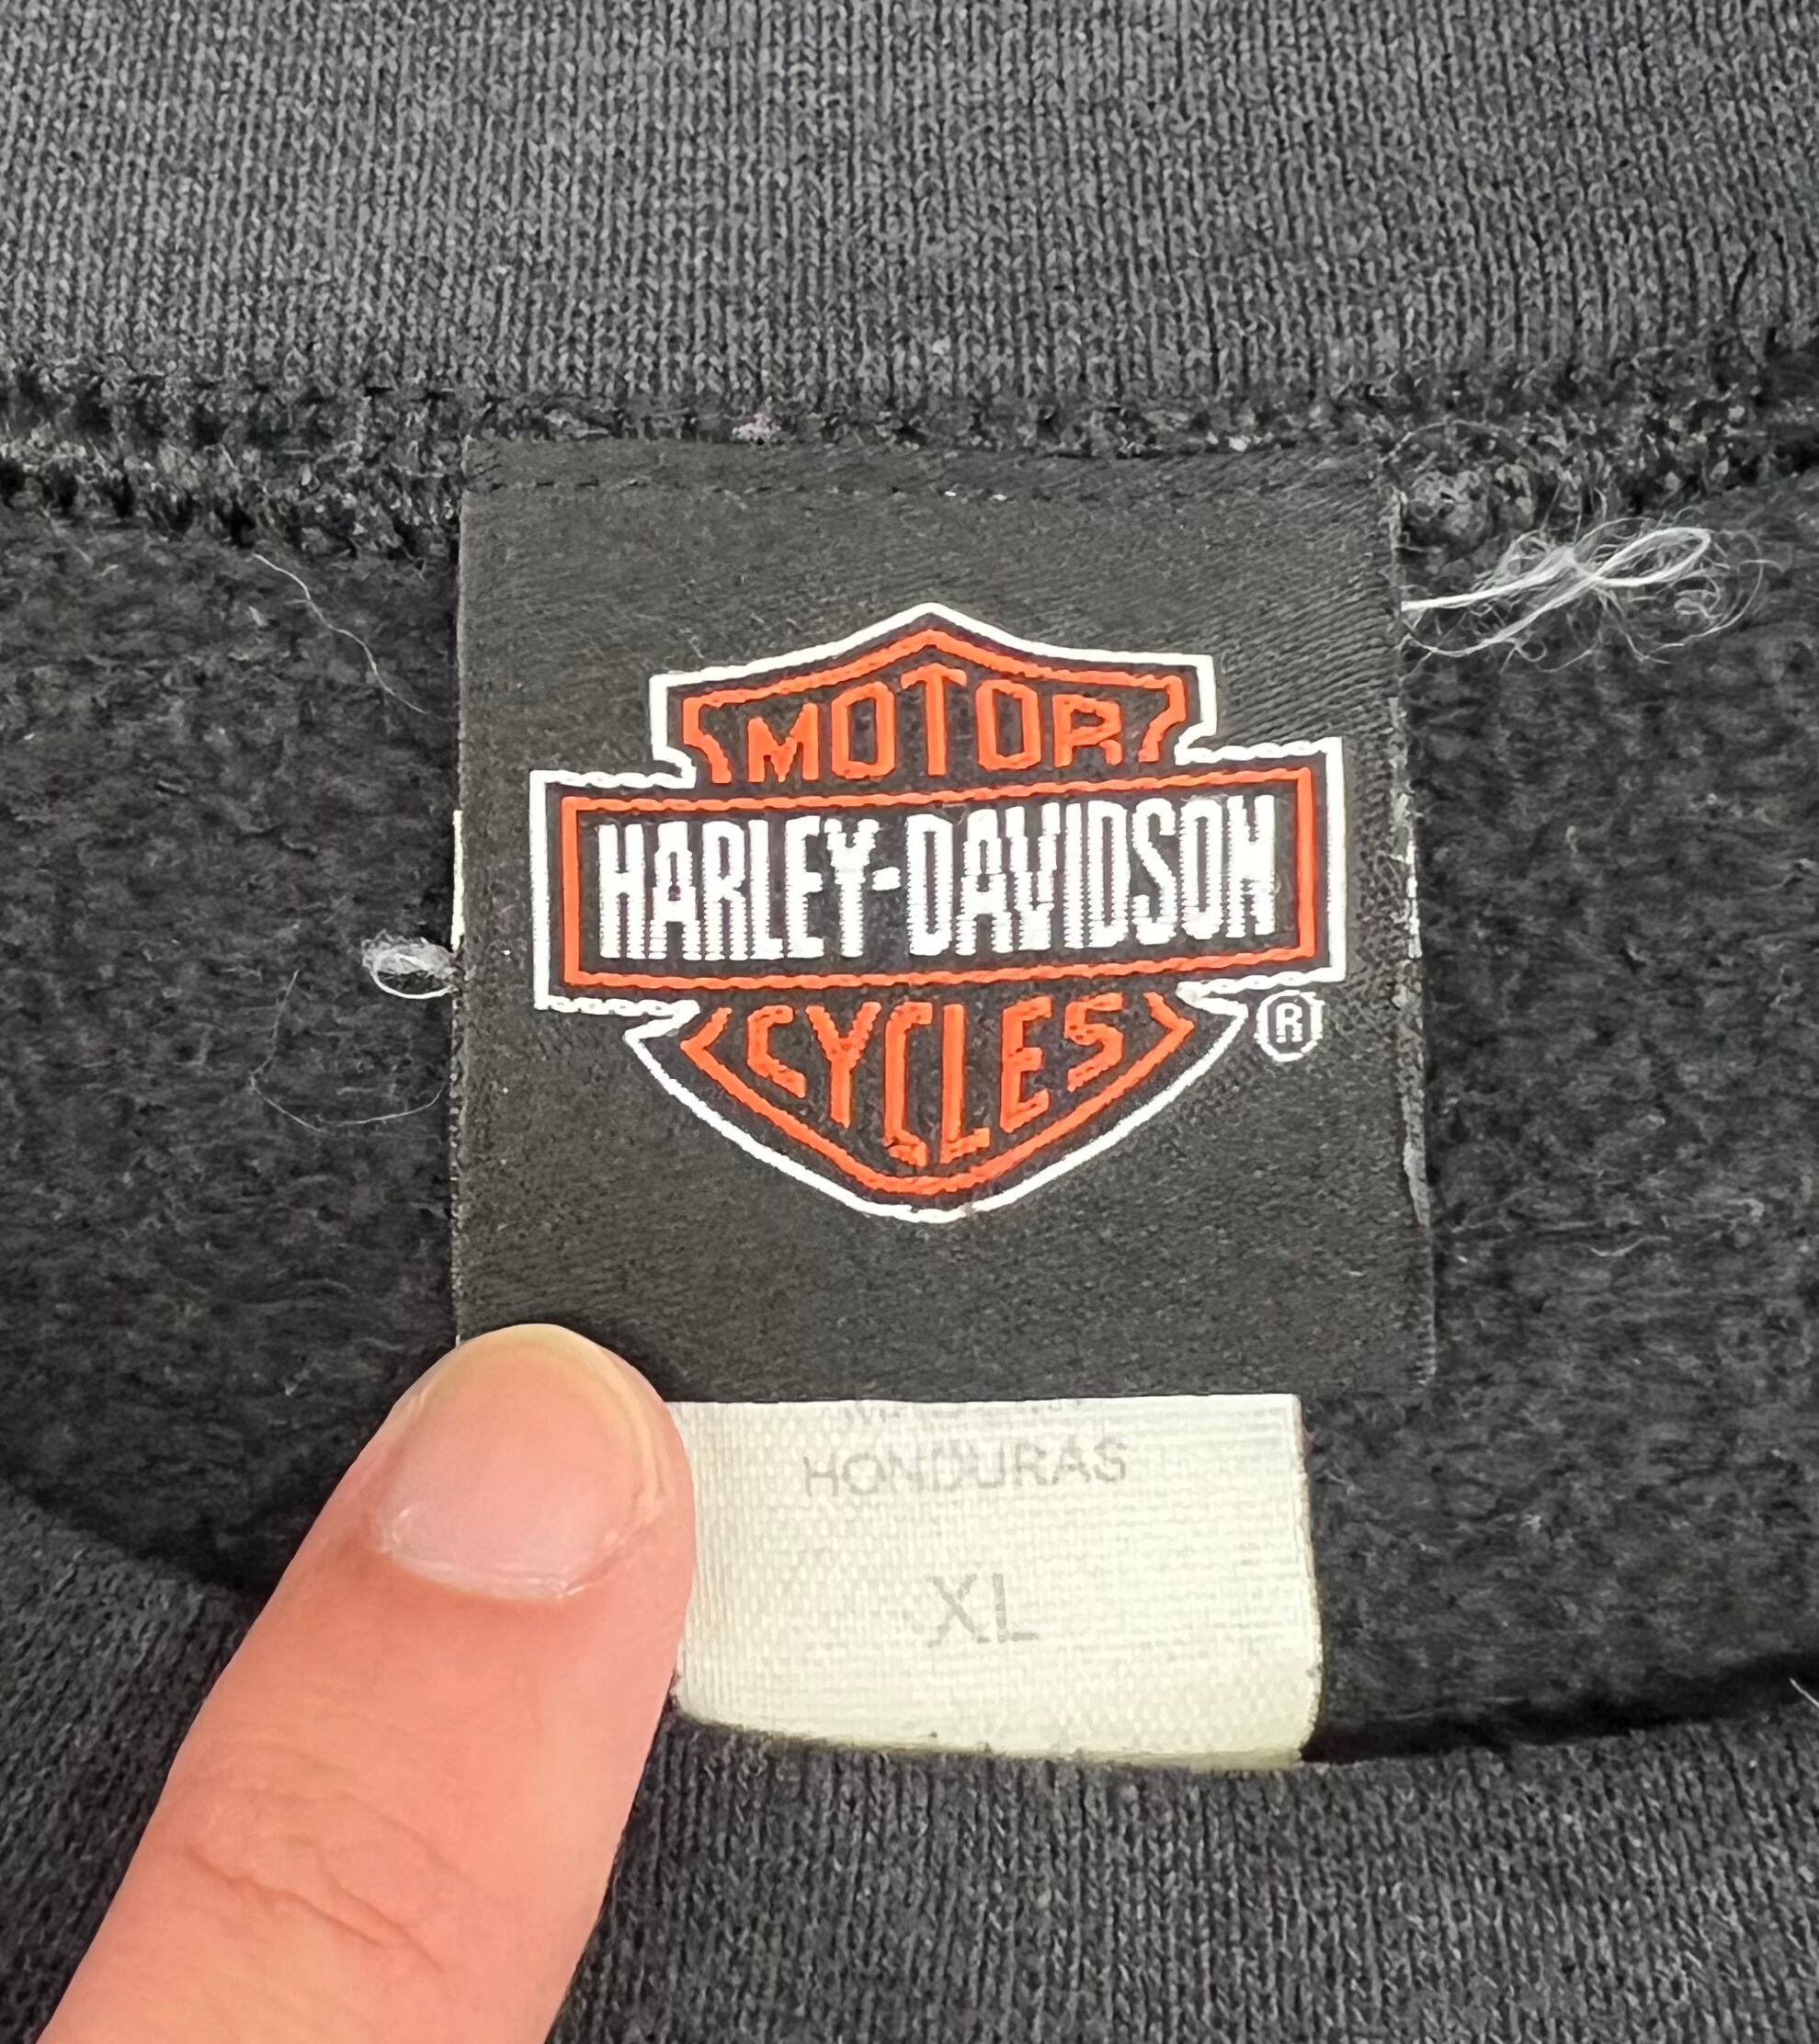 MOTOR
HARLEY-DAVIDSON
CYCLES
®
HONDURAS
XL